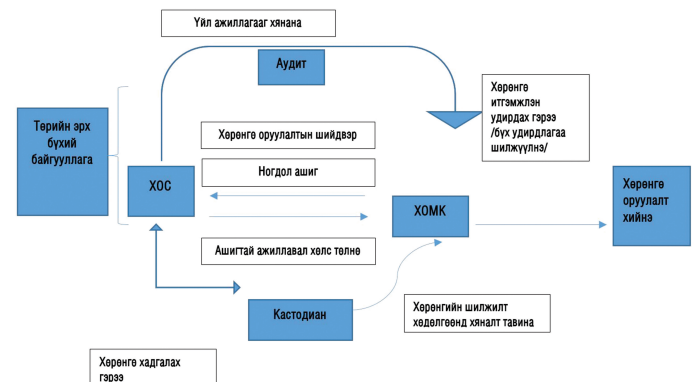 Үйл ажиллагааг хянана
Аудит
Хөрөнгө
итгэмжлэн
удирдах гэрээ
/бүх удирдлагаа
шилжүүлнэ/
Төрийн эрх
бүхий
байгууллага
Хөрөнгө оруулалтын шийдвэр
Ногдол ашиг
ХОС
ХОМК
Хөрөнгө
оруулалт
хийнэ
Ашигтай ажиллавал хөлс төлнө
Кастодиан
Хөрөнгийн шилжилт
хөдөлгөөнд хяналт тавина
Хөрөнгө хадгалах
гэрээ